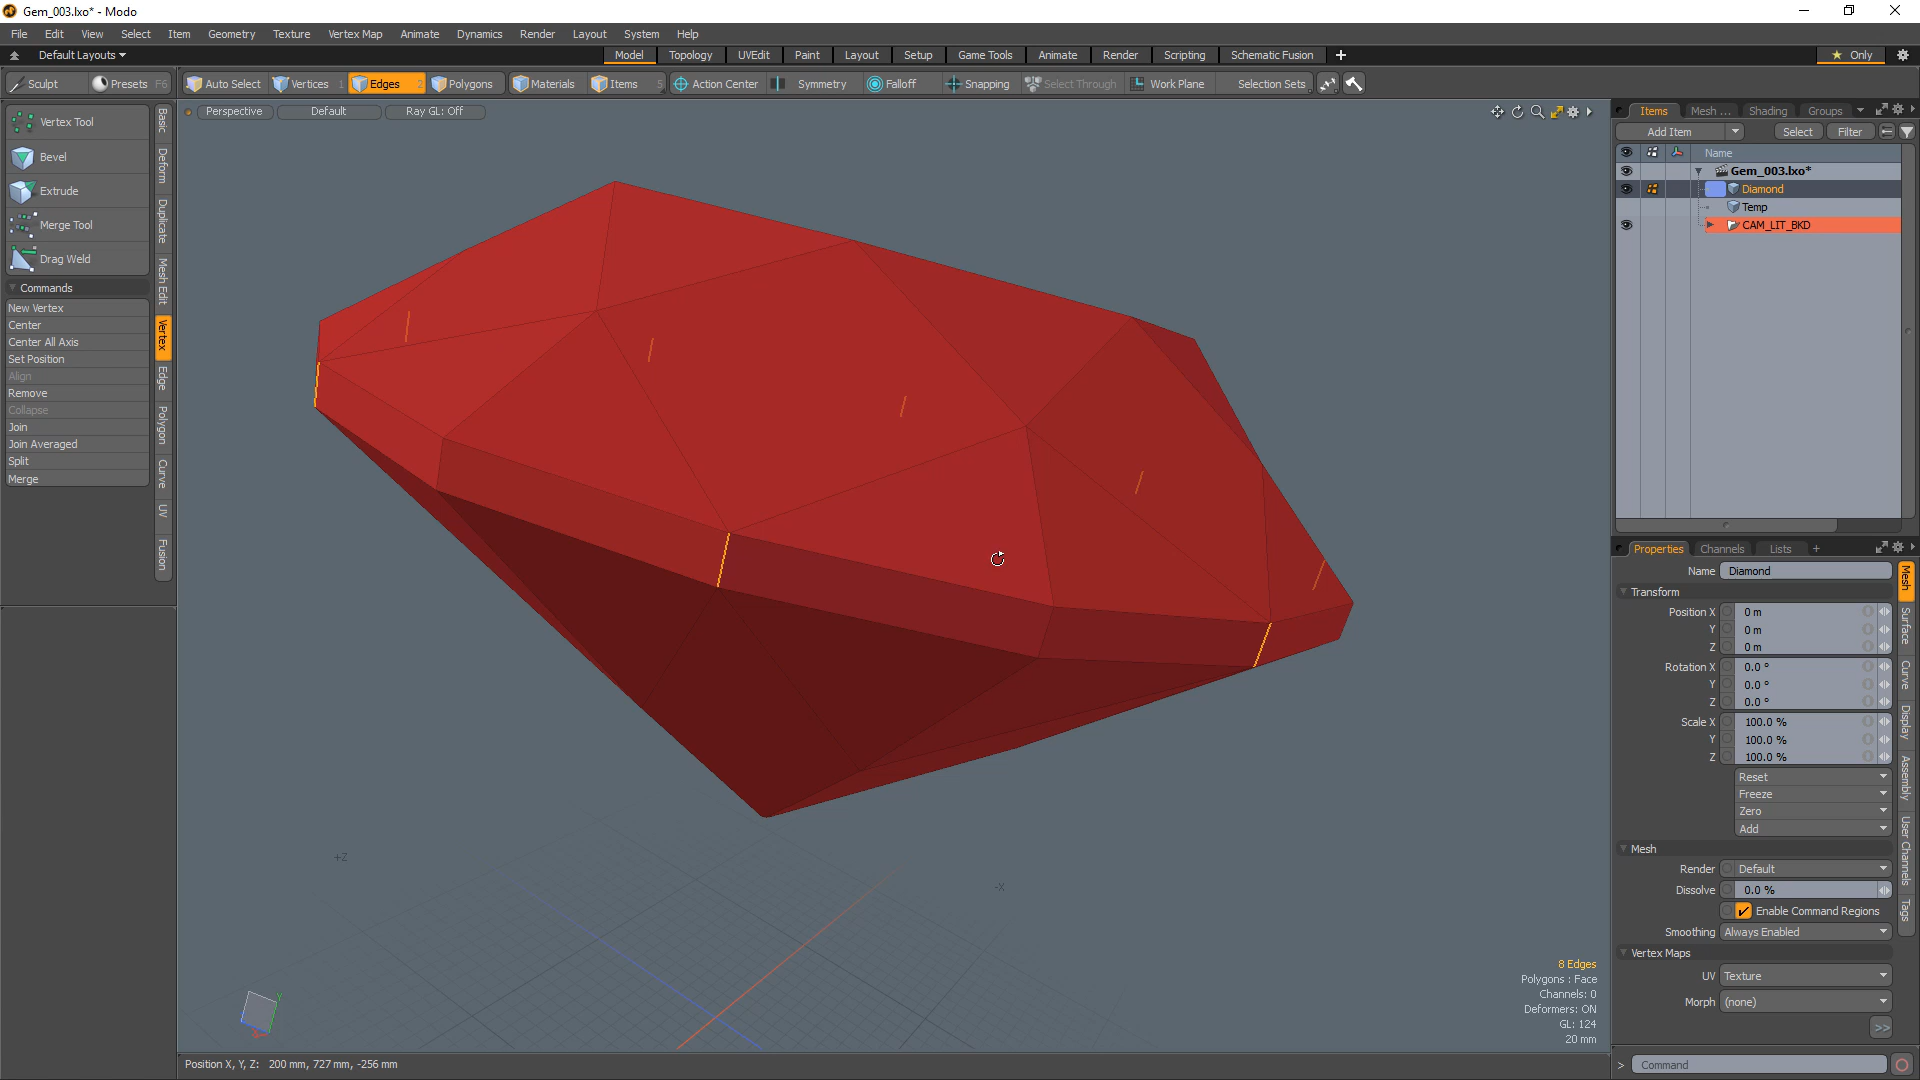 Gem_003.lxo* - Modo
File Edit View Select Item Geometry Texture Vertex Map Animate Dynamics Render Layout System Help
Default Layouts Model Topology UVEdit Paint Layout Setup Game Tools Animate Render Scripting Schematic Fusion Only
Sculpt Presets F6 Auto Select Vertices 1 Edges 2 Polygons Materials Items 5 Action Center Symmetry Falloff Snapping Select Through Work Plane Selection Sets
Vertex Tool
Bevel
Extrude
Merge Tool
Drag Weld
Commands
New Vertex
Center
Center All Axis
Set Position
Align
Remove
Collapse
Join
Join Averaged
Split
Merge
Basic
Deform
Duplicate
Mesh Edit
Vertex
Edge
Polygon
Curve
UV
Fusion
Perspective Default Ray GL: Off
+Z
-X
Y
8 Edges
Polygons : Face
Channels: 0
Deformers: ON
GL: 124
20 mm
Position X, Y, Z: 200 mm, 727 mm, -256 mm
Items Mesh ... Shading Groups
Add Item Select Filter
Name
Gem_003.lxo*
Diamond
Temp
CAM_LIT_BKD
Properties Channels Lists +
Name Diamond
Transform
Position X 0 m
Y 0 m
Z 0 m
Rotation X 0.0 °
Y 0.0 °
Z 0.0 °
Scale X 100.0 %
Y 100.0 %
Z 100.0 %
Reset
Freeze
Zero
Add
Mesh
Render Default
Dissolve 0.0 %
Enable Command Regions
Smoothing Always Enabled
Vertex Maps
UV Texture
Morph (none)
>>
Mesh
Surface
Curve
Display
Assembly
User Channels
Tags
> Command